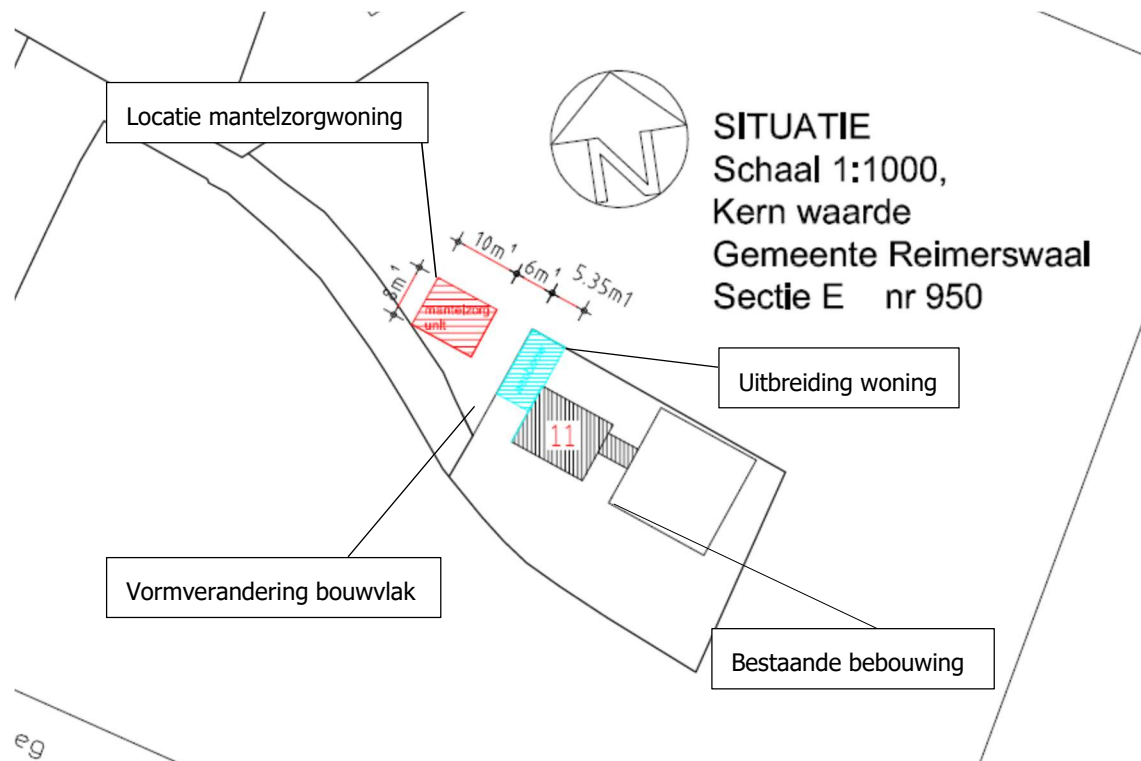 Locatie mantelzorgwoning
SITUATIE
Schaal 1:1000,
Kern waarde
Gemeente Reimerswaal
Sectie E nr 950
10m¹
6m¹
5.35m1
8m¹
mantelzorg
unit
Uitbreiding woning
11
Vormverandering bouwvlak
Bestaande bebouwing
eg